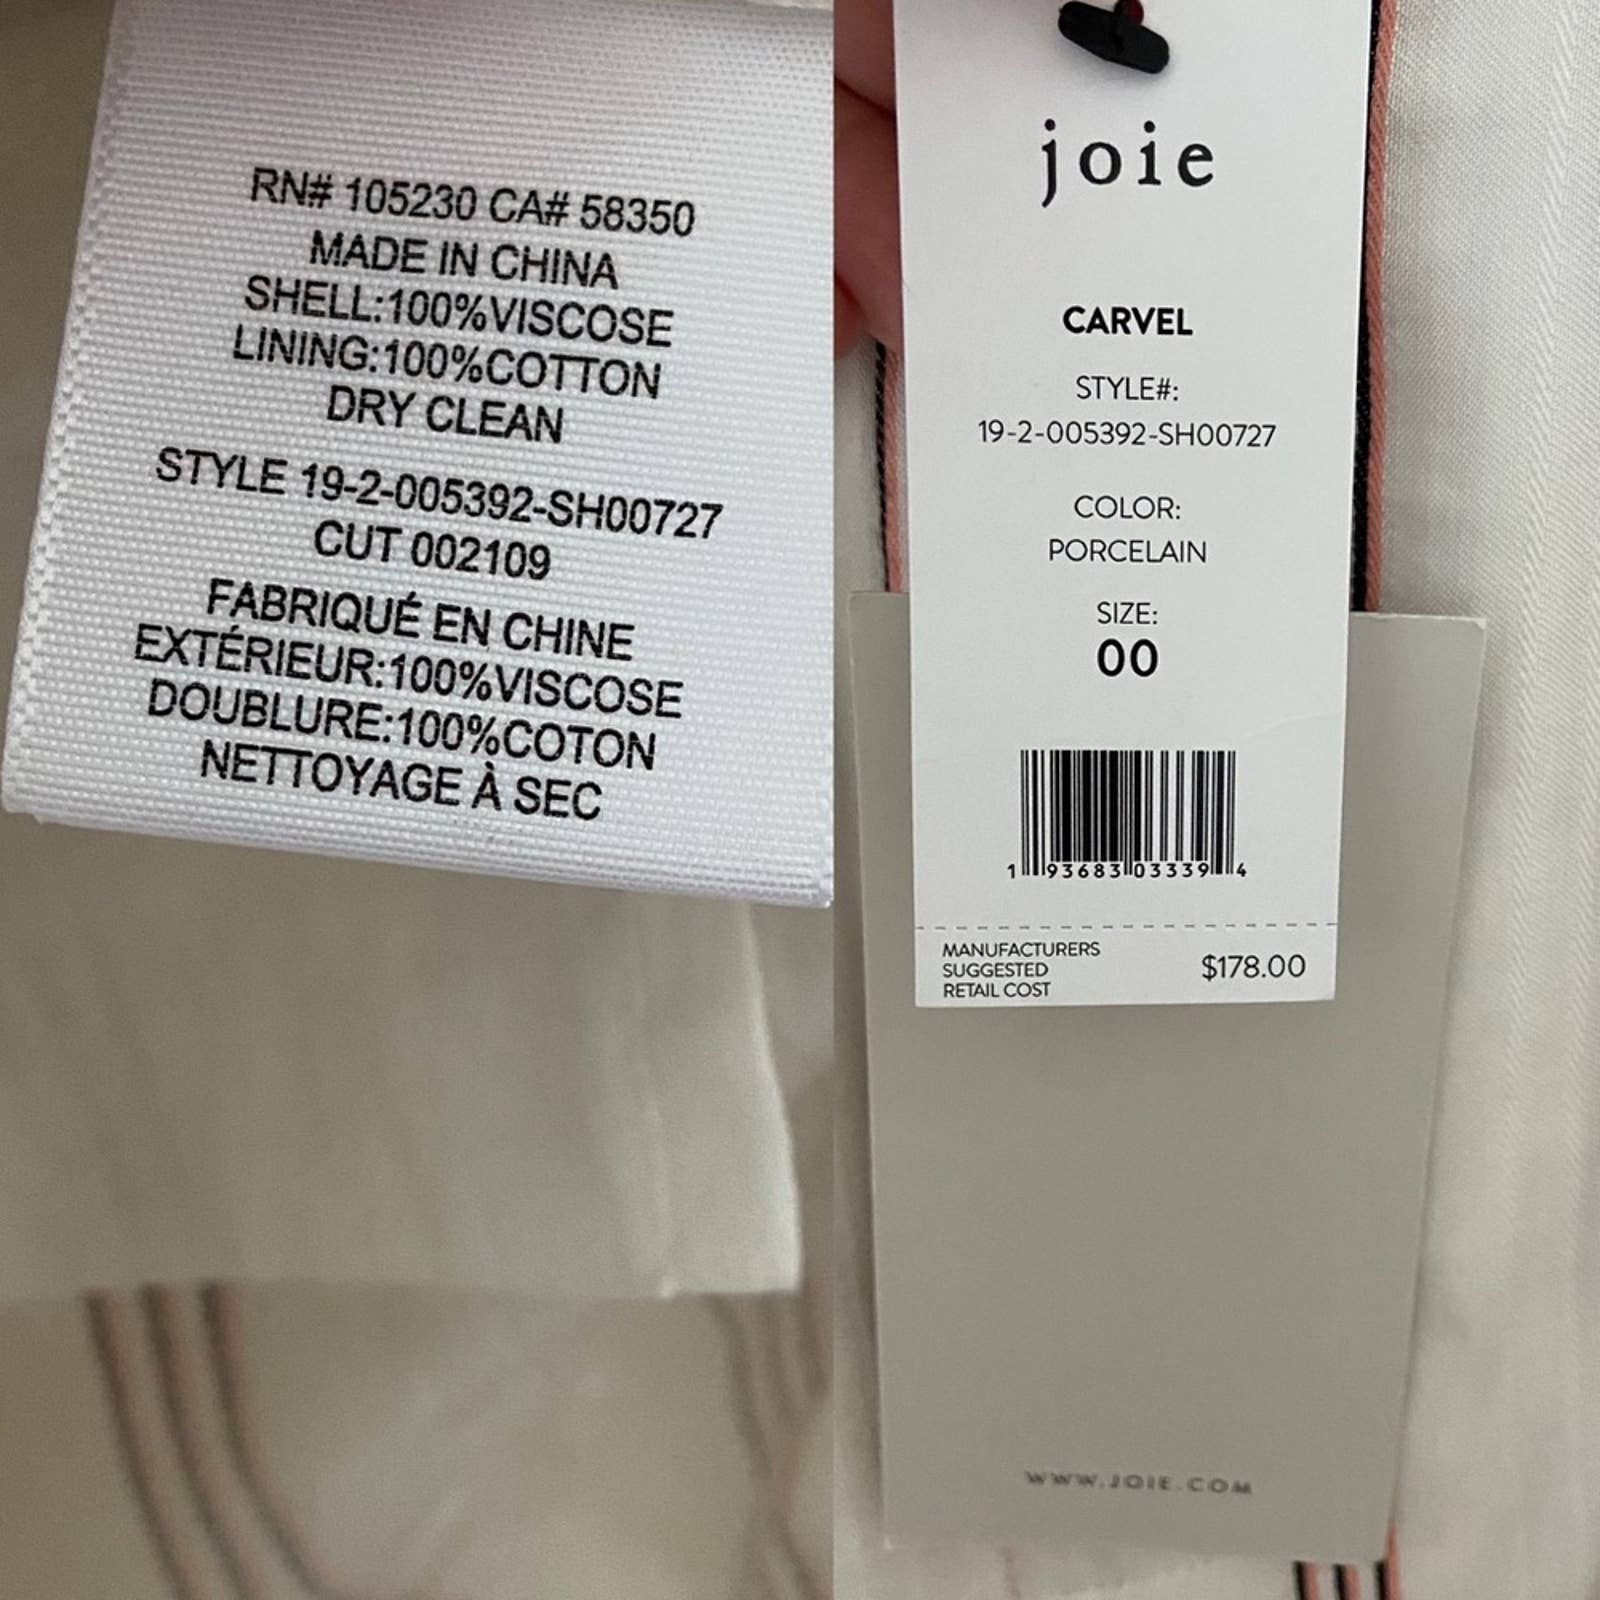 RN# 105230 CA# 58350
MADE IN CHINA
SHELL:100%VISCOSE
LINING:100%COTTON
DRY CLEAN
STYLE 19-2-005392-SH00727
CUT 002109
FABRIQUÉ EN CHINE
EXTÉRIEUR:100%VISCOSE
DOUBLURE:100%COTON
NETTOYAGE À SEC
joie
CARVEL
STYLE#:
19-2-005392-SH00727
COLOR:
PORCELAIN
SIZE:
00
1 93683 03339 4
MANUFACTURERS
SUGGESTED
RETAIL COST
$178.00
WWW.JOIE.COM